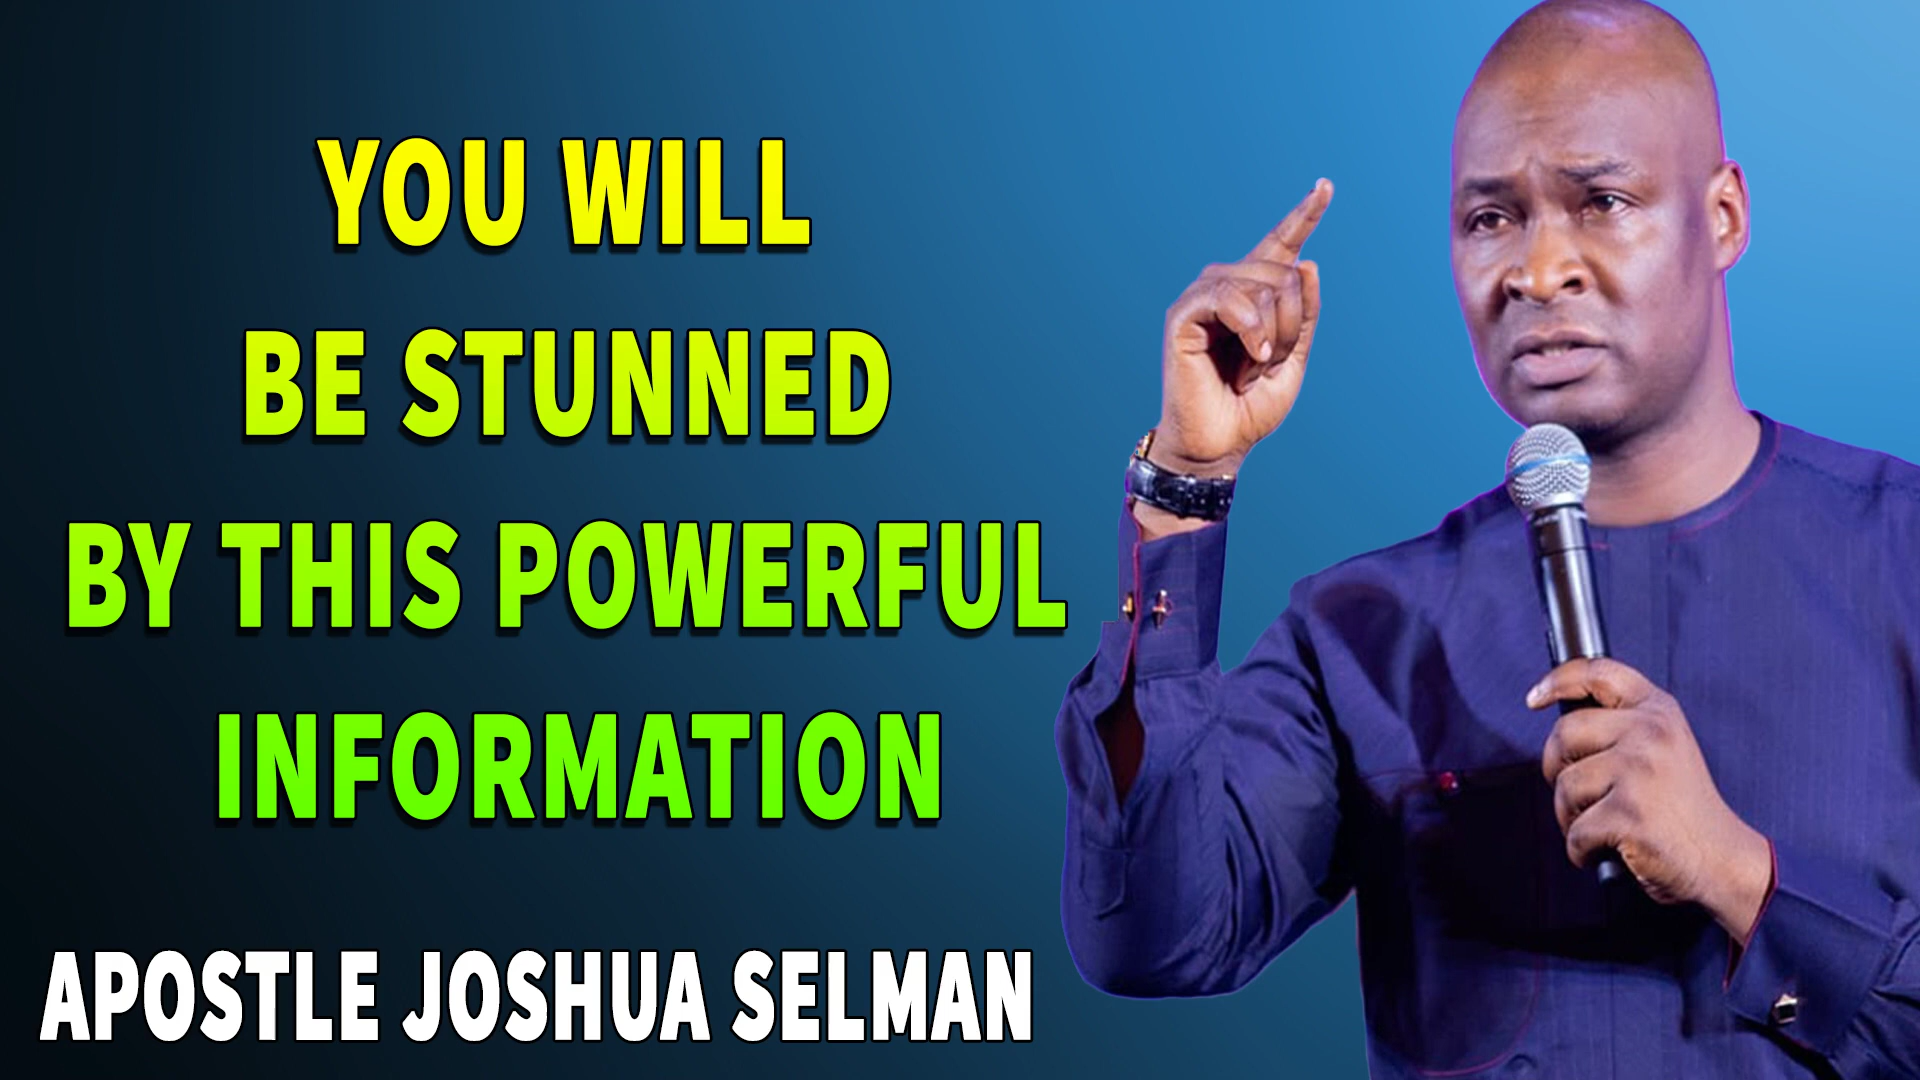 YOU WILL
BE STUNNED
BY THIS POWERFUL
INFORMATION
APOSTLE JOSHUA SELMAN